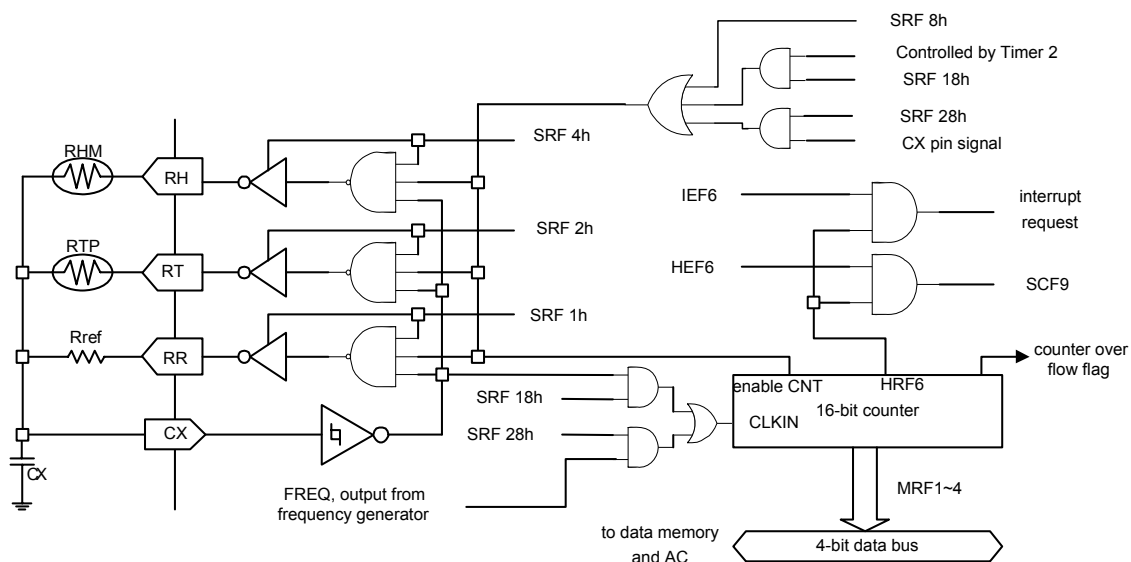 SRF 8h
Controlled by Timer 2
SRF 18h
SRF 28h
CX pin signal
SRF 4h
RHM
RH
IEF6
interrupt
request
SRF 2h
RTP
RT
HEF6
SCF9
SRF 1h
Rref
RR
counter over
flow flag
enable CNT
HRF6
16-bit counter
CLKIN
SRF 18h
SRF 28h
CX
CX
FREQ, output from
frequency generator
MRF1~4
to data memory
and AC
4-bit data bus